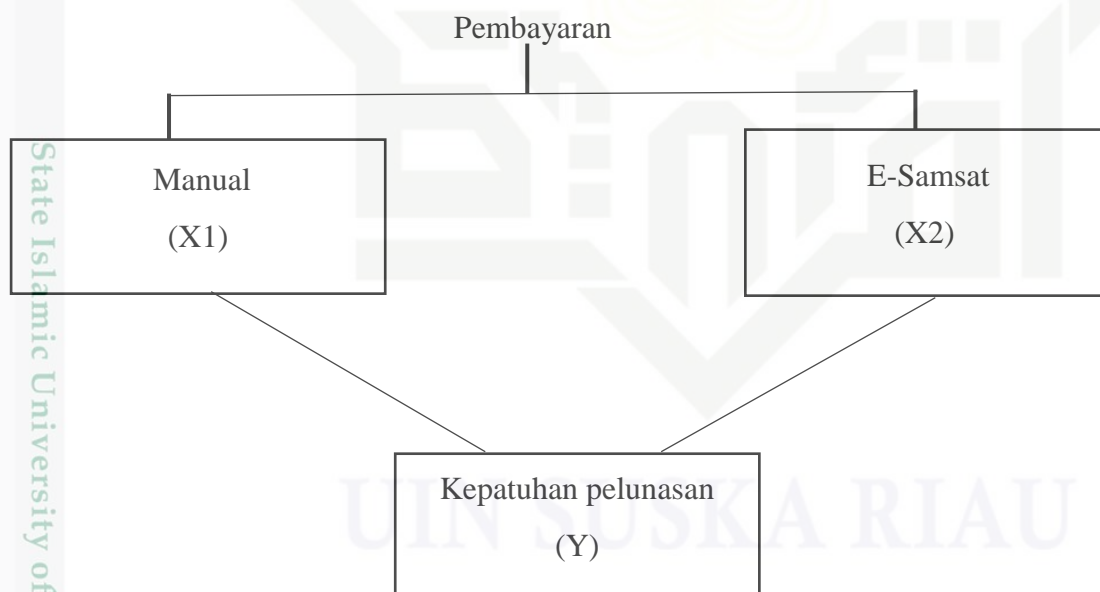 Pembayaran
Manual
(X1)
E-Samsat
(X2)
Kepatuhan pelunasan
(Y)
State Islamic University of
UIN SUSKA RIAU